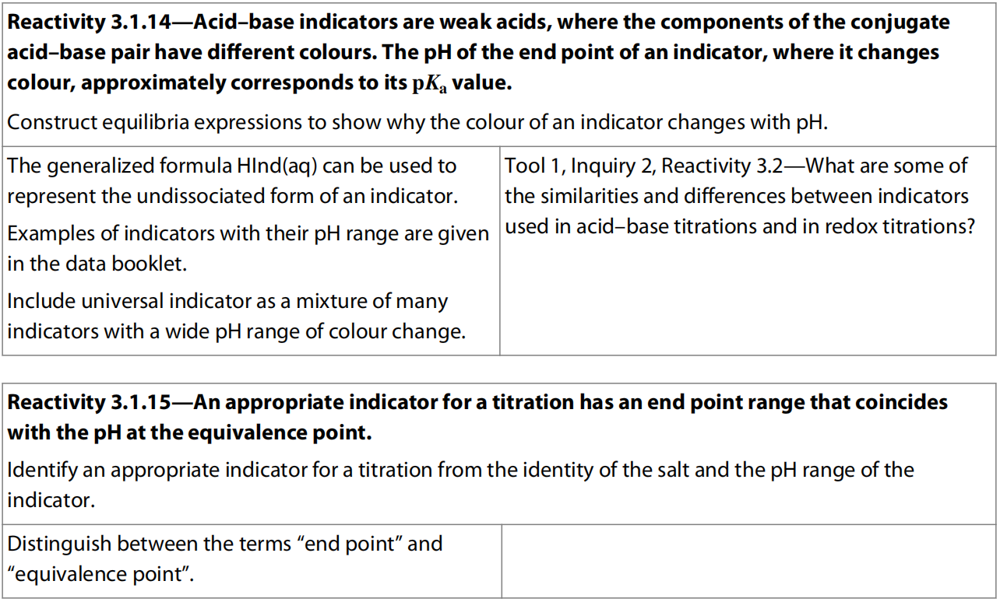 Reactivity 3.1.14—Acid–base indicators are weak acids, where the components of the conjugate
acid–base pair have different colours. The pH of the end point of an indicator, where it changes
colour, approximately corresponds to its pKa value.
Construct equilibria expressions to show why the colour of an indicator changes with pH.
The generalized formula HInd(aq) can be used to
represent the undissociated form of an indicator.
Examples of indicators with their pH range are given
in the data booklet.
Include universal indicator as a mixture of many
indicators with a wide pH range of colour change.
Tool 1, Inquiry 2, Reactivity 3.2—What are some of
the similarities and differences between indicators
used in acid–base titrations and in redox titrations?
Reactivity 3.1.15—An appropriate indicator for a titration has an end point range that coincides
with the pH at the equivalence point.
Identify an appropriate indicator for a titration from the identity of the salt and the pH range of the
indicator.
Distinguish between the terms “end point” and
“equivalence point”.